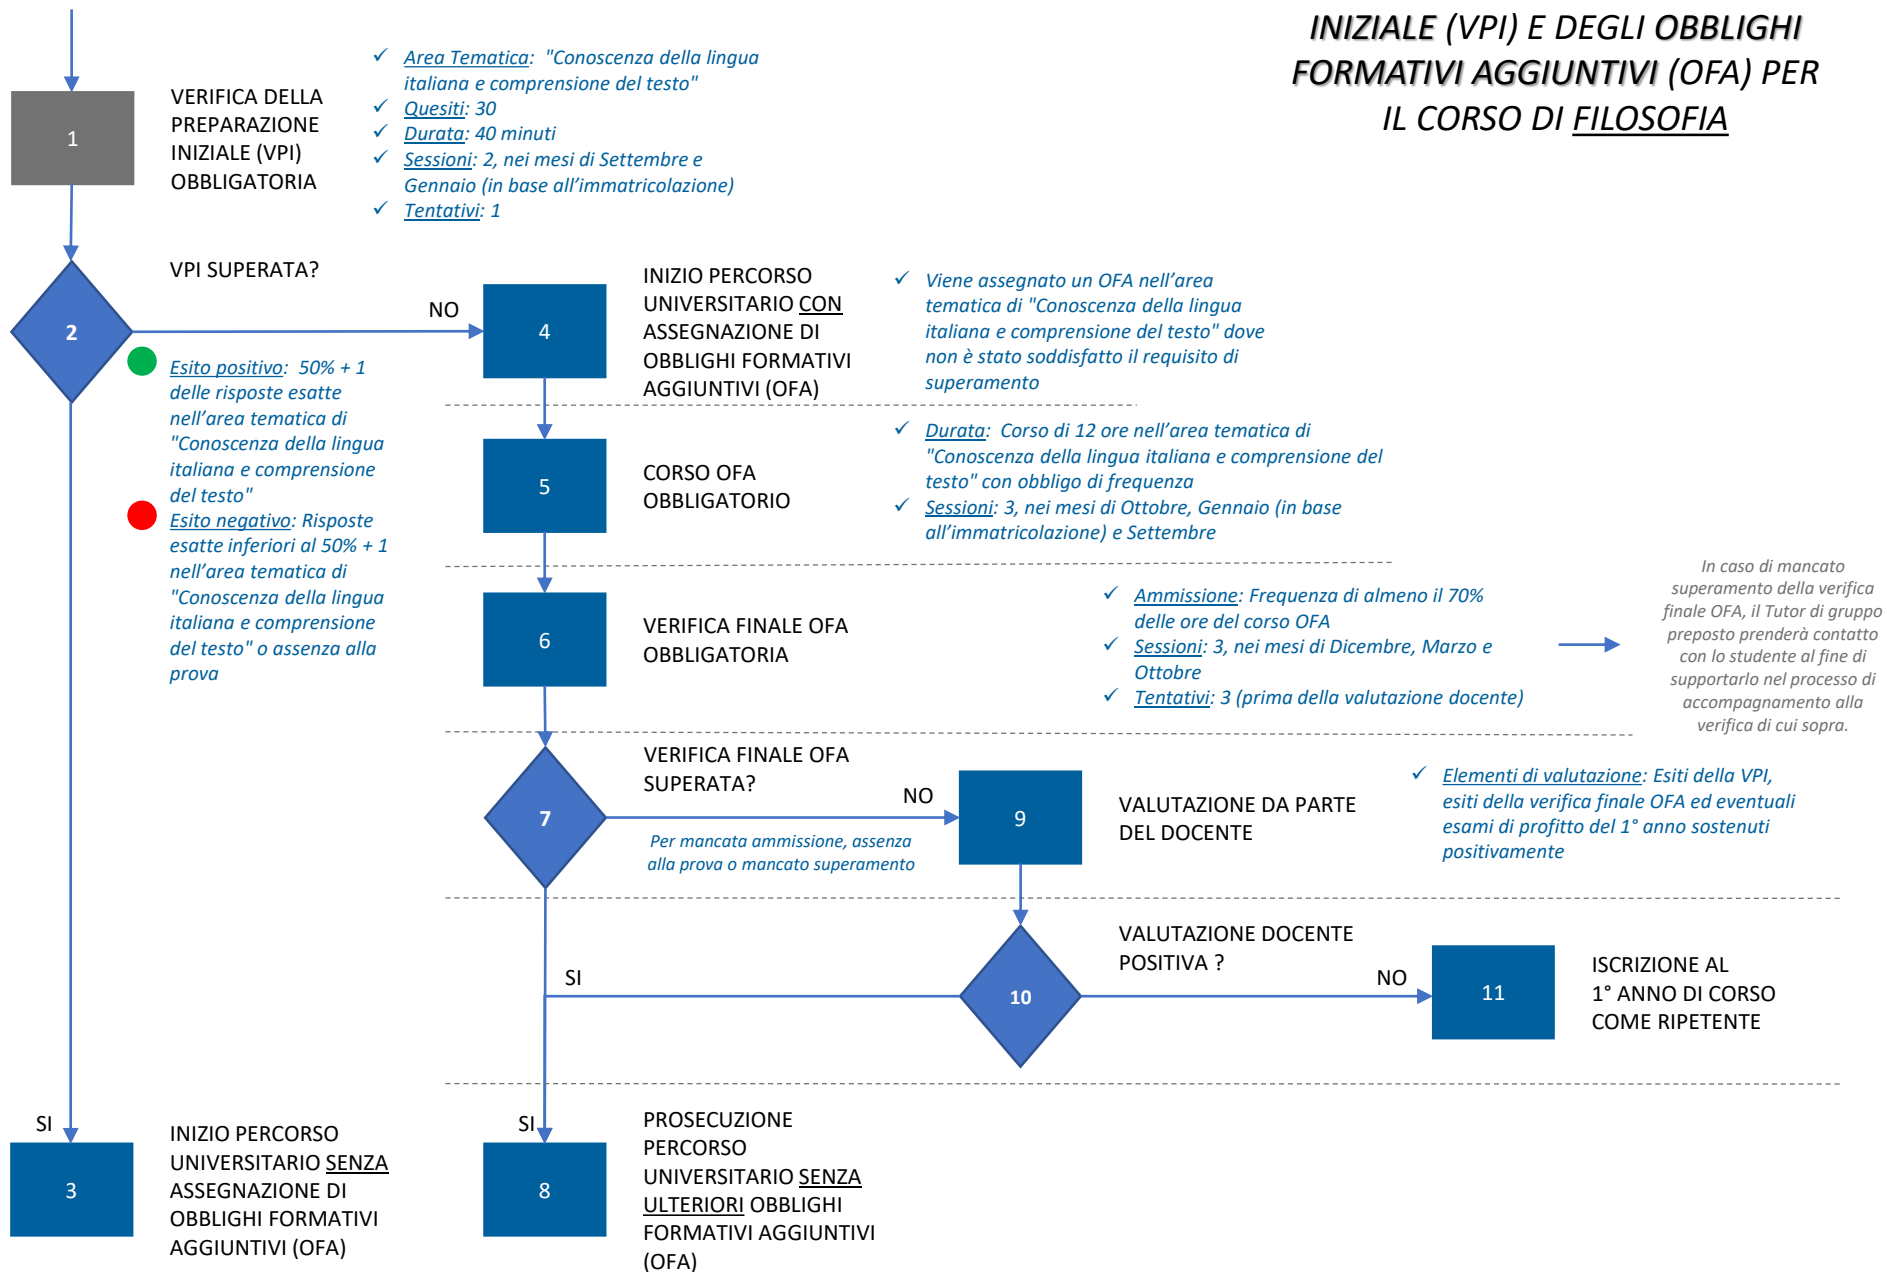 INIZIALE (VPI) E DEGLI OBBLIGHI
FORMATIVI AGGIUNTIVI (OFA) PER
IL CORSO DI FILOSOFIA
1
VERIFICA DELLA
PREPARAZIONE
INIZIALE (VPI)
OBBLIGATORIA
✓ Area Tematica: "Conoscenza della lingua
italiana e comprensione del testo"
✓ Quesiti: 30
✓ Durata: 40 minuti
✓ Sessioni: 2, nei mesi di Settembre e
Gennaio (in base all'immatricolazione)
✓ Tentativi: 1
2
VPI SUPERATA?
NO
Esito positivo: 50% + 1
delle risposte esatte
nell'area tematica di
"Conoscenza della lingua
italiana e comprensione
del testo"
Esito negativo: Risposte
esatte inferiori al 50% + 1
nell'area tematica di
"Conoscenza della lingua
italiana e comprensione
del testo" o assenza alla
prova
4
INIZIO PERCORSO
UNIVERSITARIO CON
ASSEGNAZIONE DI
OBBLIGHI FORMATIVI
AGGIUNTIVI (OFA)
✓ Viene assegnato un OFA nell'area
tematica di "Conoscenza della lingua
italiana e comprensione del testo" dove
non è stato soddisfatto il requisito di
superamento
5
CORSO OFA
OBBLIGATORIO
✓ Durata: Corso di 12 ore nell'area tematica di
"Conoscenza della lingua italiana e comprensione del
testo" con obbligo di frequenza
✓ Sessioni: 3, nei mesi di Ottobre, Gennaio (in base
all'immatricolazione) e Settembre
6
VERIFICA FINALE OFA
OBBLIGATORIA
✓ Ammissione: Frequenza di almeno il 70%
delle ore del corso OFA
✓ Sessioni: 3, nei mesi di Dicembre, Marzo e
Ottobre
✓ Tentativi: 3 (prima della valutazione docente)
In caso di mancato
superamento della verifica
finale OFA, il Tutor di gruppo
preposto prenderà contatto
con lo studente al fine di
supportarlo nel processo di
accompagnamento alla
verifica di cui sopra.
7
VERIFICA FINALE OFA
SUPERATA?
NO
Per mancata ammissione, assenza
alla prova o mancato superamento
9
VALUTAZIONE DA PARTE
DEL DOCENTE
✓ Elementi di valutazione: Esiti della VPI,
esiti della verifica finale OFA ed eventuali
esami di profitto del 1° anno sostenuti
positivamente
10
VALUTAZIONE DOCENTE
POSITIVA ?
SI
NO
11
ISCRIZIONE AL
1° ANNO DI CORSO
COME RIPETENTE
SI
3
INIZIO PERCORSO
UNIVERSITARIO SENZA
ASSEGNAZIONE DI
OBBLIGHI FORMATIVI
AGGIUNTIVI (OFA)
SI
8
PROSECUZIONE
PERCORSO
UNIVERSITARIO SENZA
ULTERIORI OBBLIGHI
FORMATIVI AGGIUNTIVI
(OFA)